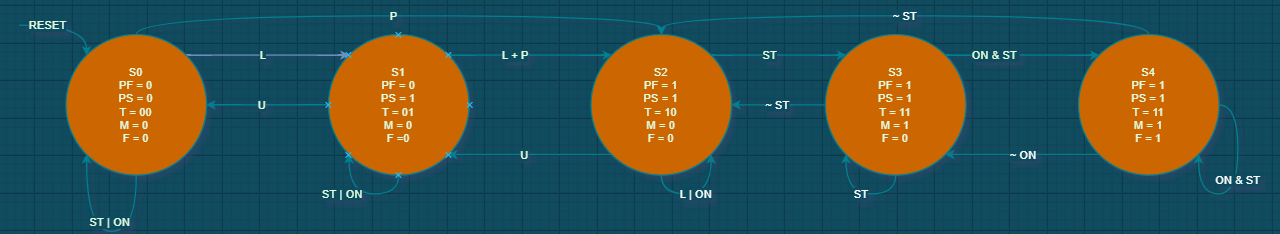 P
~ ST
RESET
L
L + P
ST
ON & ST
S0
PF = 0
PS = 0
T = 00
M = 0
F = 0
S1
PF = 0
PS = 1
T = 01
M = 0
F =0
S2
PF = 1
PS = 1
T = 10
M = 0
F = 0
S3
PF = 1
PS = 1
T = 11
M = 1
F = 0
S4
PF = 1
PS = 1
T = 11
M = 1
F = 1
U
~ ST
U
~ ON
ST | ON
ST | ON
L | ON
ST
ON & ST